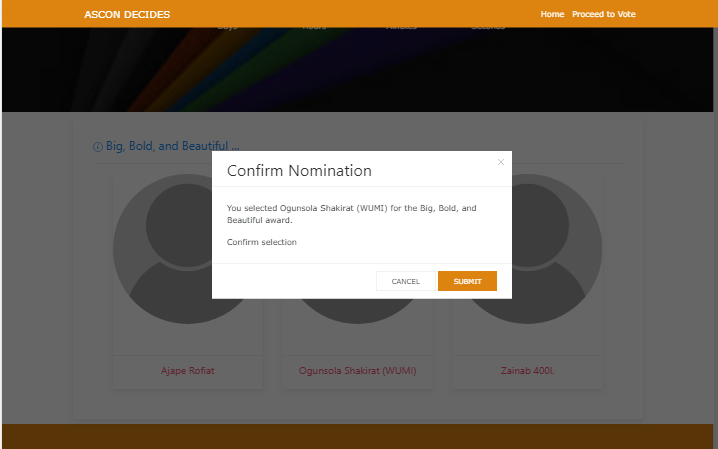 ASCON DECIDES
Home Proceed to Vote
Days Hours Minutes Seconds
Big, Bold, and Beautiful ...
Confirm Nomination
You selected Ogunsola Shakirat (WUMI) for the Big, Bold, and
Beautiful award.
Confirm selection
CANCEL SUBMIT
Ajape Rofiat
Ogunsola Shakirat (WUMI)
Zainab 400l.